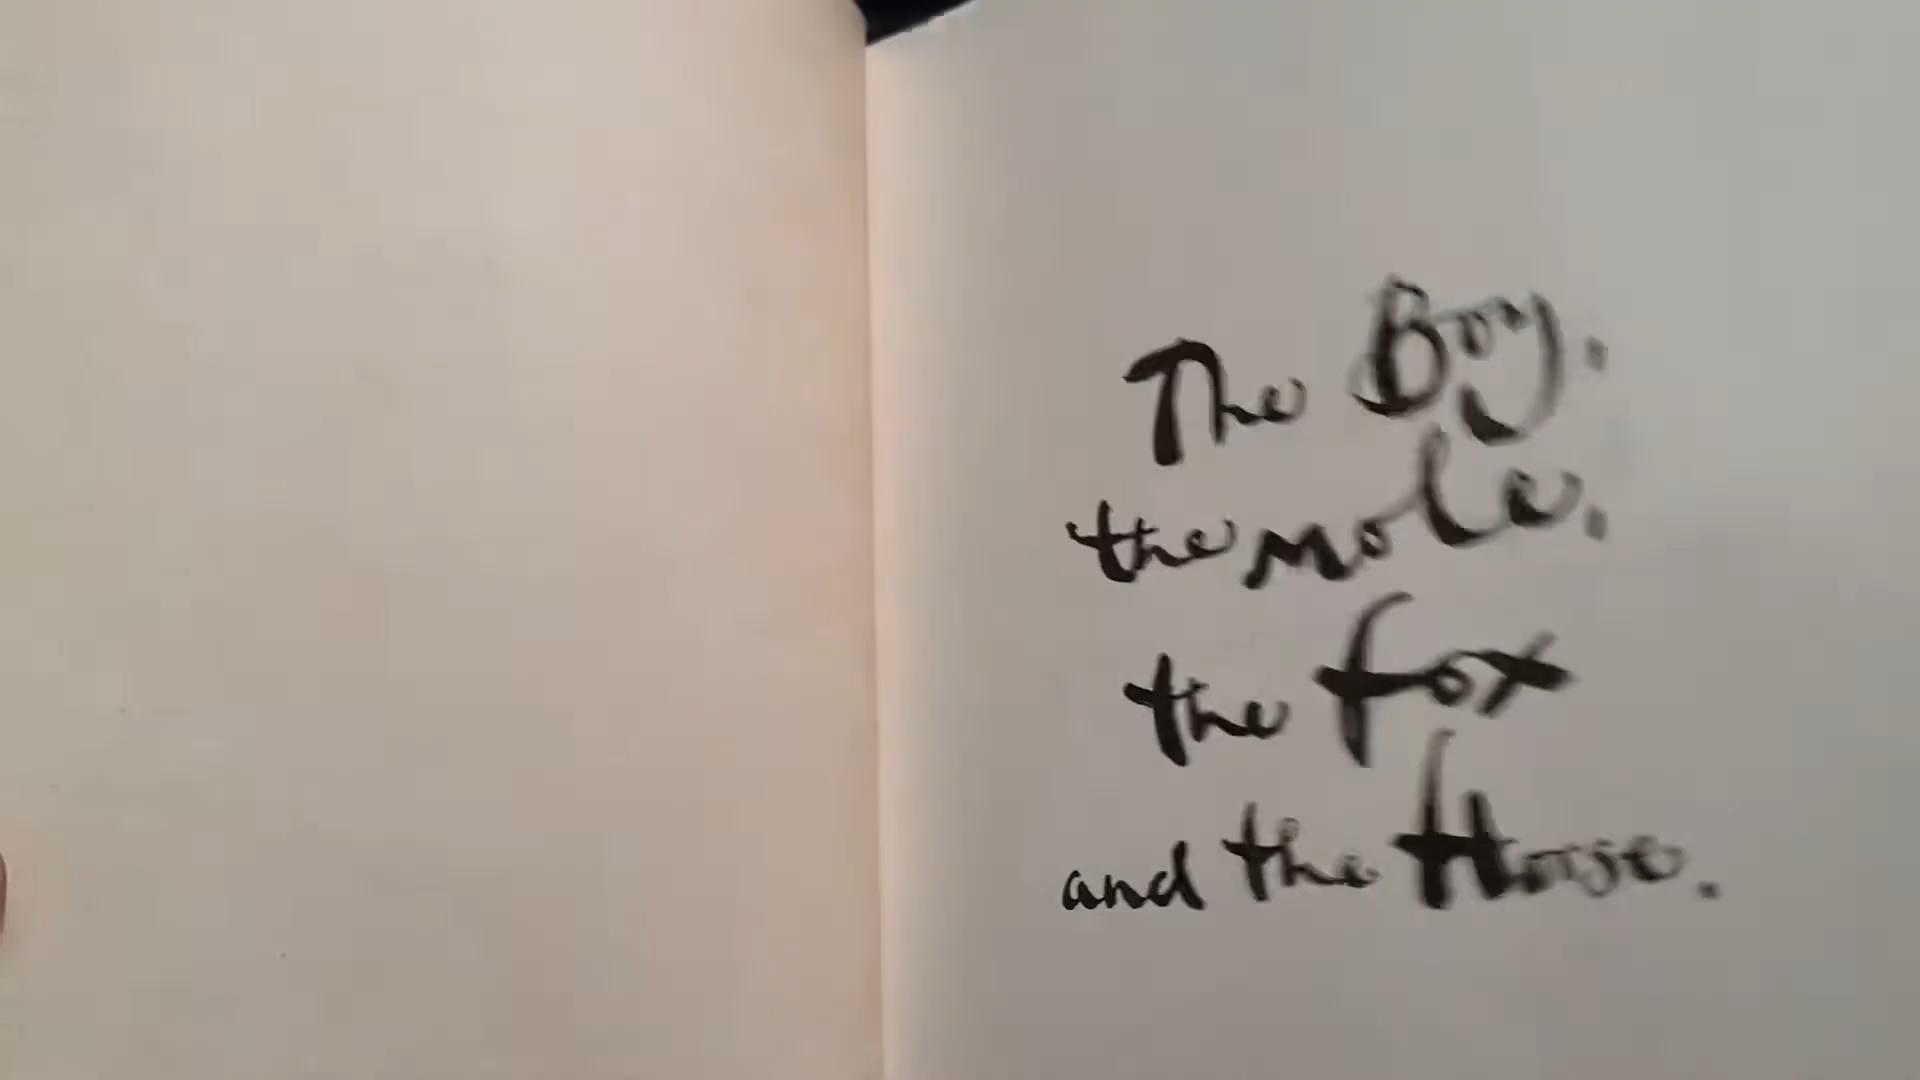 The Boy.
the mole.
the fox
and the Horse.